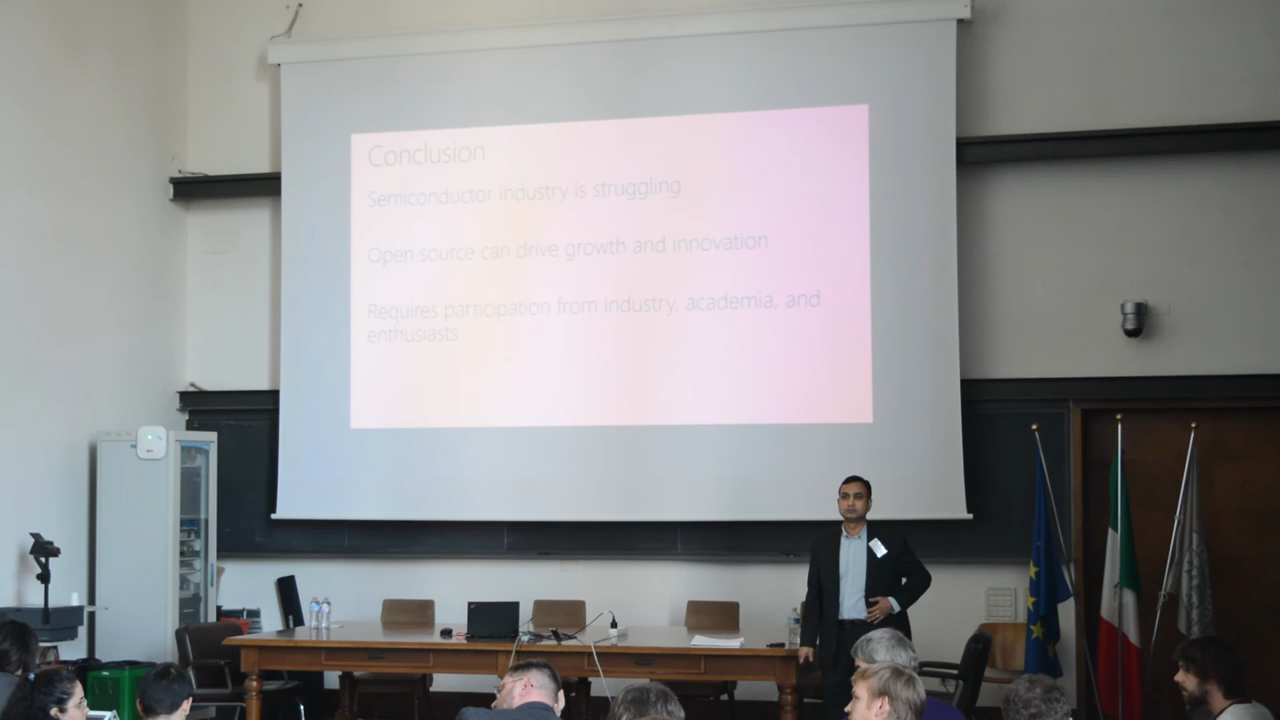 Conclusion
Semiconductor industry is struggling
Open source can drive growth and innovation
Requires participation from industry, academia, and
enthusiasts